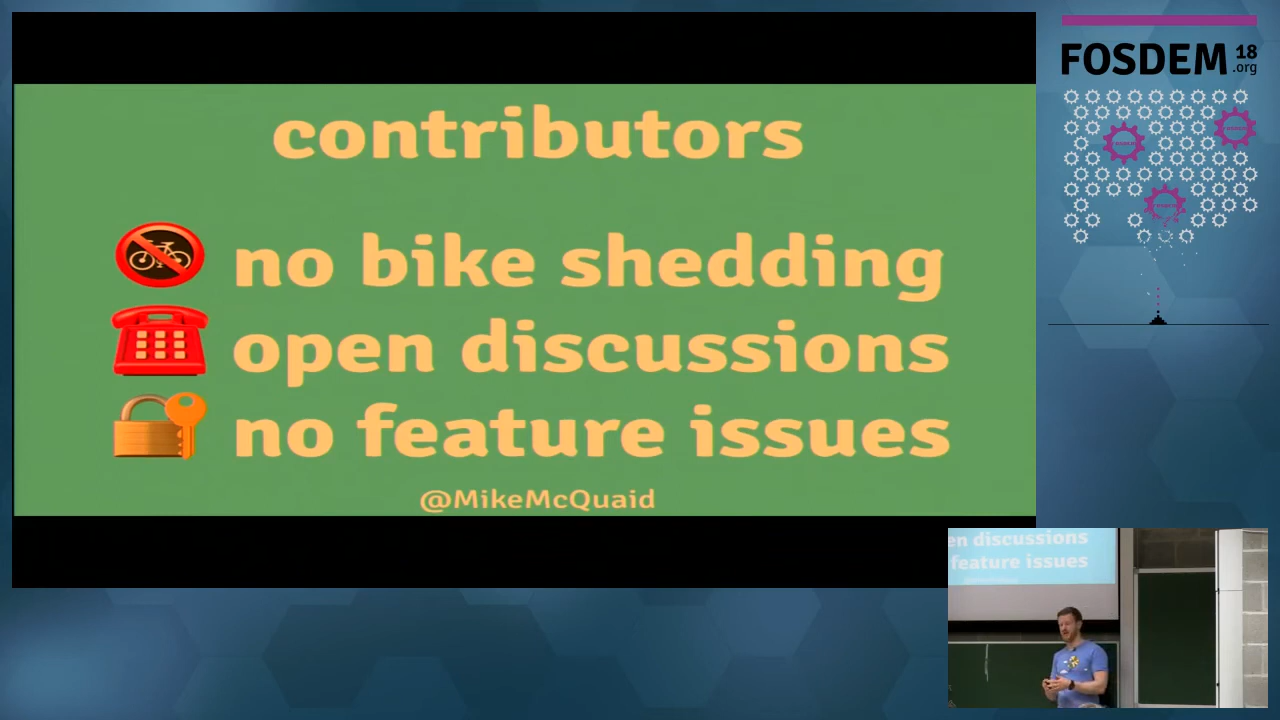 contributors
no bike shedding
open discussions
no feature issues
@MikeMcQuaid
FOSDEM 18
.org
en discussions
feature issues